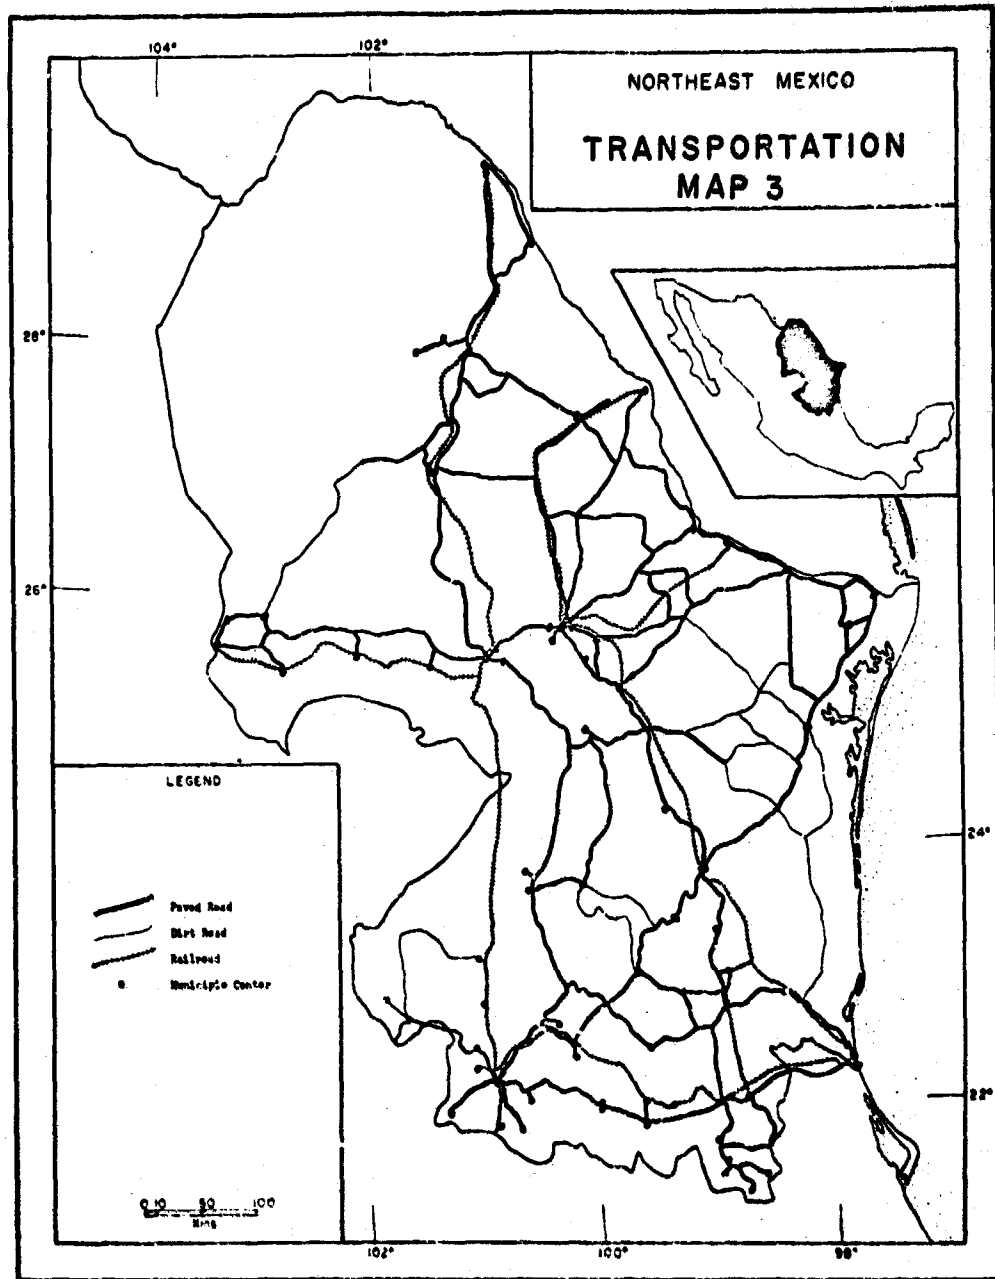 104° 102°
NORTHEAST MEXICO
TRANSPORTATION
MAP 3
28°
26°
LEGEND
24°
Paved Road
Dirt Road
Railroad
Municipio Center
22°
0 10 50 100
102° 100° 98°